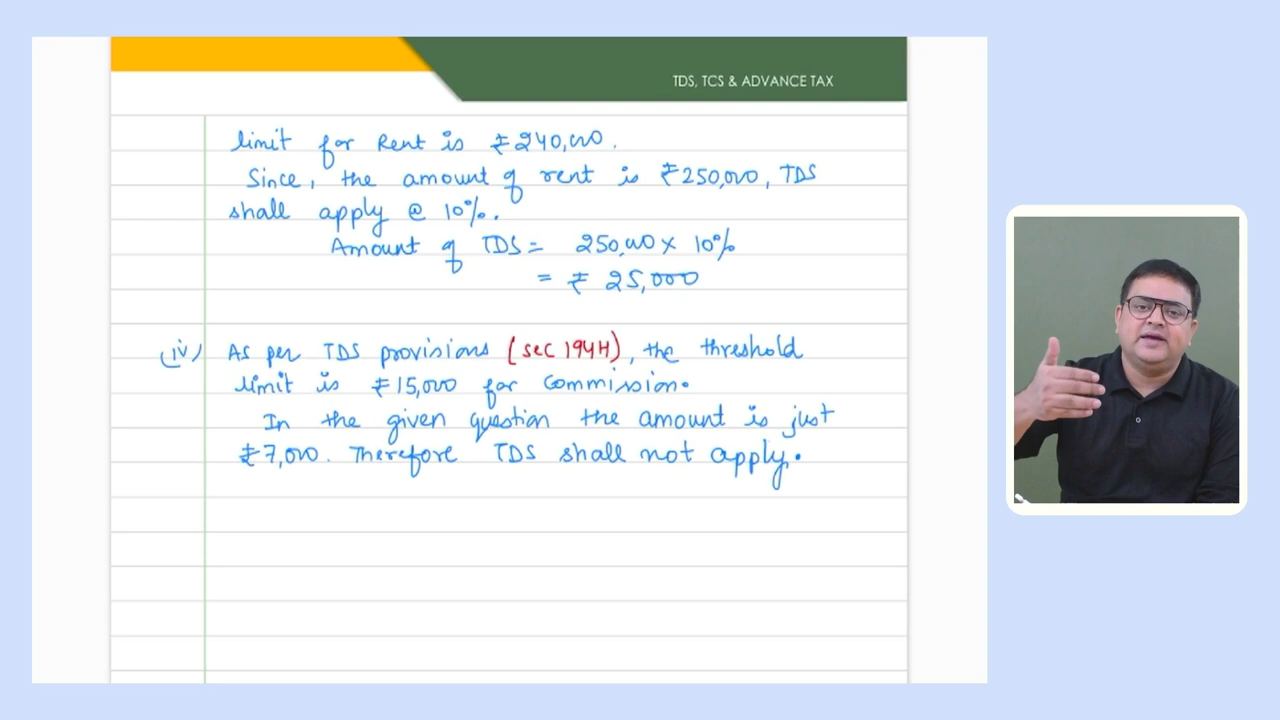 TDS, TCS & ADVANCE TAX
limit for Rent is ₹240,000.
Since, the amount of rent is ₹250,000, TDS
shall apply @ 10%.
Amount of TDS = 250,000 x 10%
= ₹ 25,000
(iv) As per TDS provisions (sec 194H), the threshold
limit is ₹15,000 for commission.
In the given question the amount is just
₹7,000. Therefore TDS shall not apply.